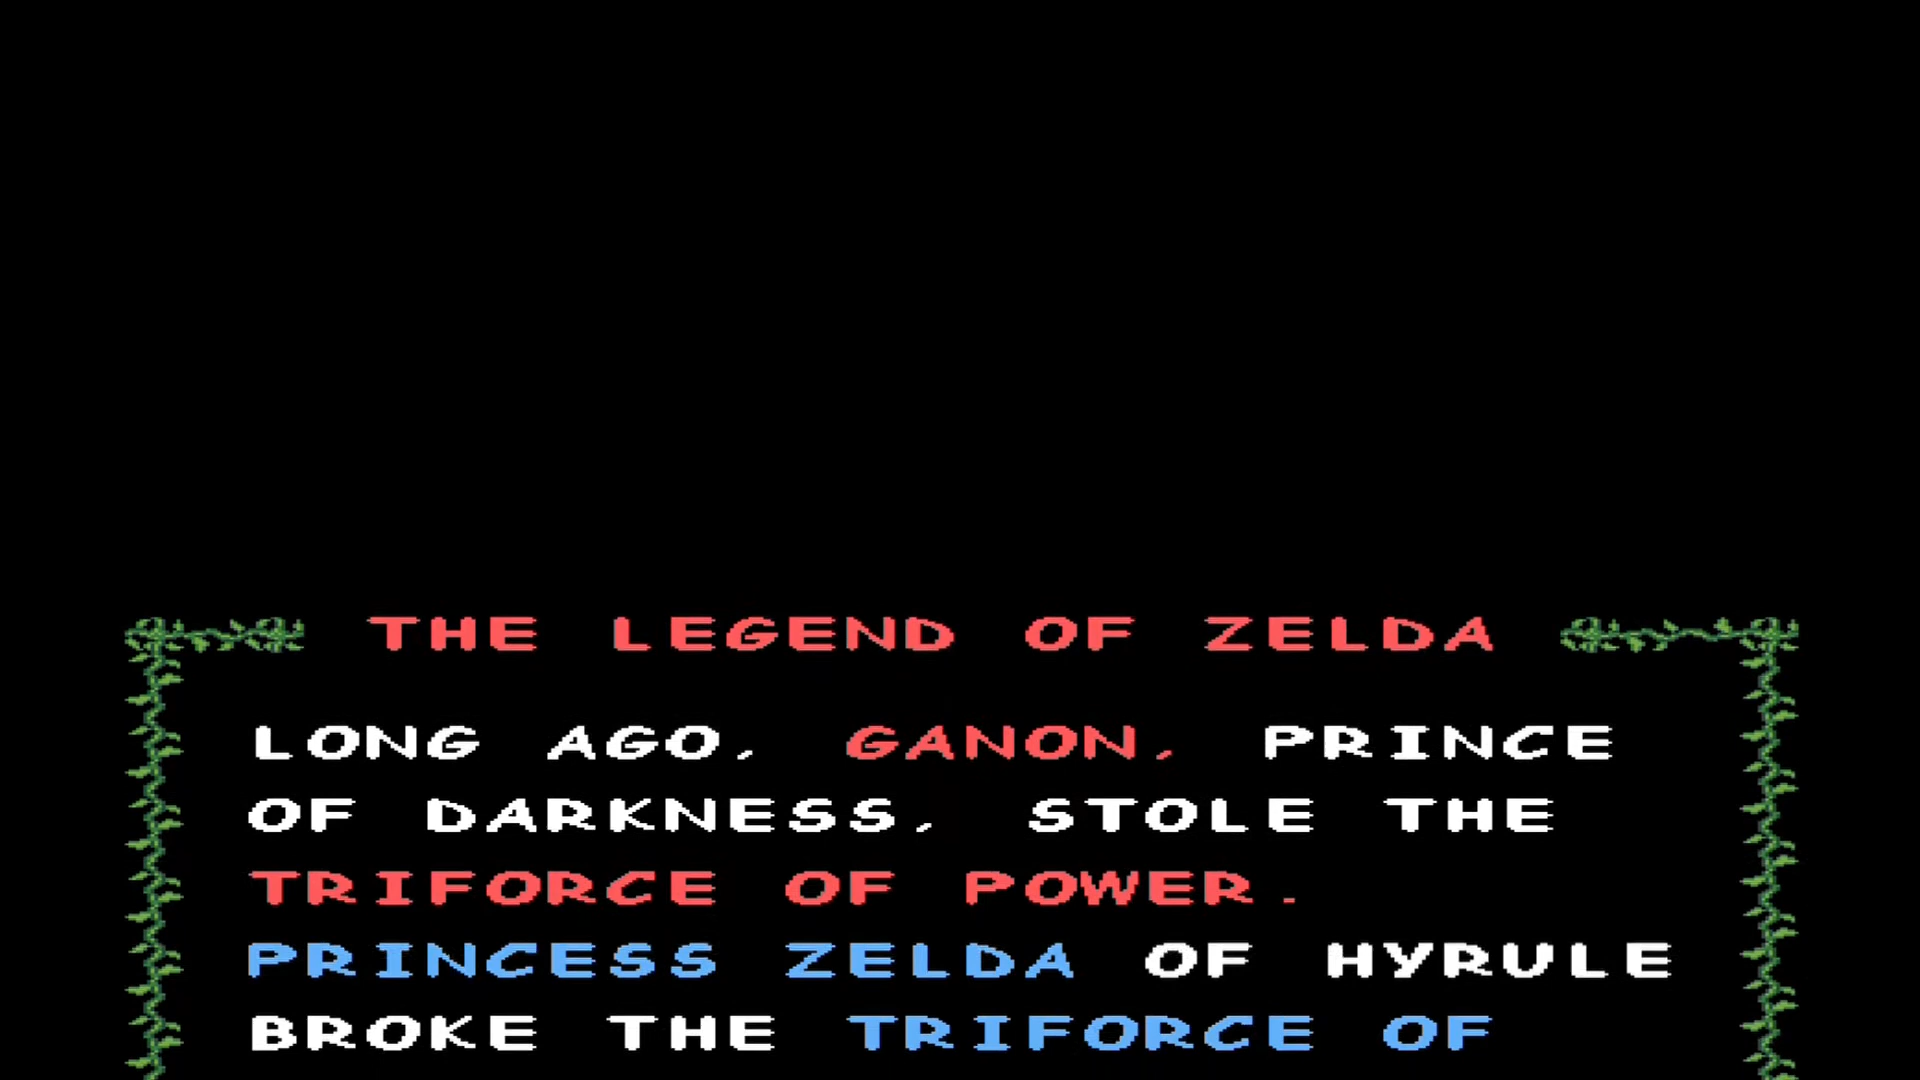 THE LEGEND OF ZELDA
LONG AGO, GANON, PRINCE
OF DARKNESS, STOLE THE
TRIFORCE OF POWER.
PRINCESS ZELDA OF HYRULE
BROKE THE TRIFORCE OF